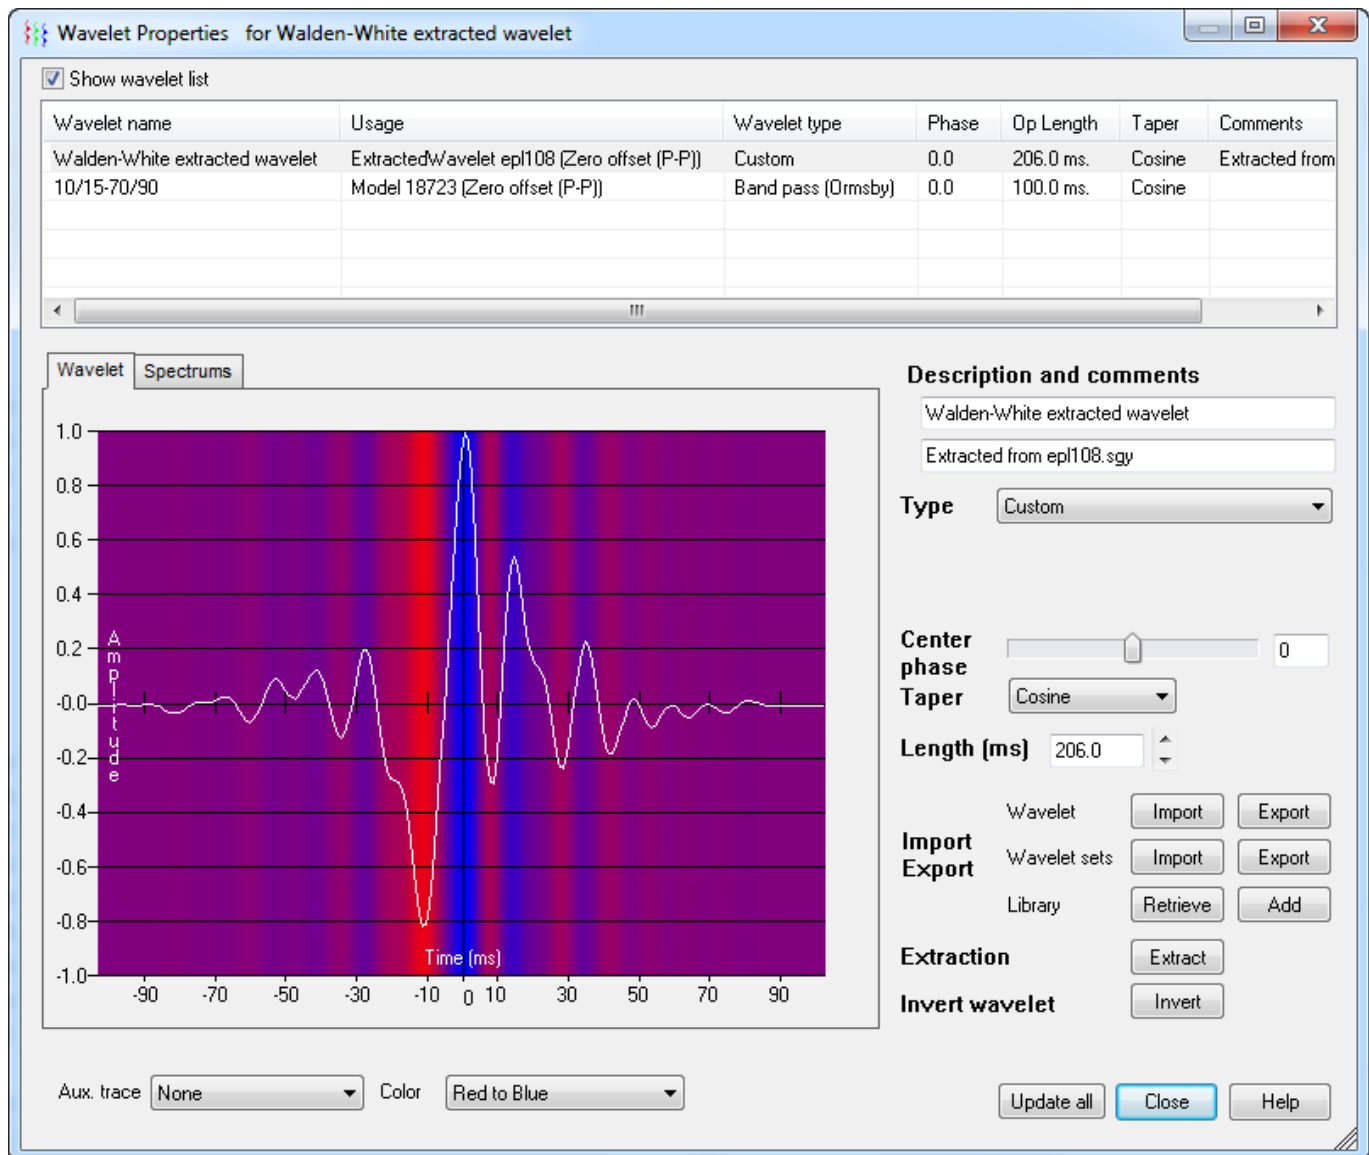 Wavelet Properties for Walden-White extracted wavelet
Show wavelet list
Wavelet name Usage Wavelet type Phase Op Length Taper Comments
Walden-White extracted wavelet ExtractedWavelet epl108 (Zero offset (P-P)) Custom 0.0 206.0 ms. Cosine Extracted from
10/15-70/90 Model 18723 (Zero offset (P-P)) Band pass (Ormsby) 0.0 100.0 ms. Cosine
Wavelet Spectrums
1.0
0.8
0.6
0.4
0.2
-0.0
-0.2
-0.4
-0.6
-0.8
-1.0
Amplitude
Time (ms)
-90 -70 -50 -30 -10 0 10 30 50 70 90
Description and comments
Walden-White extracted wavelet
Extracted from epl108.sgy
Type Custom
Center
phase
0
Taper Cosine
Length (ms) 206.0
Import
Export
Wavelet Import Export
Wavelet sets Import Export
Library Retrieve Add
Extraction Extract
Invert wavelet Invert
Aux. trace None Color Red to Blue
Update all Close Help